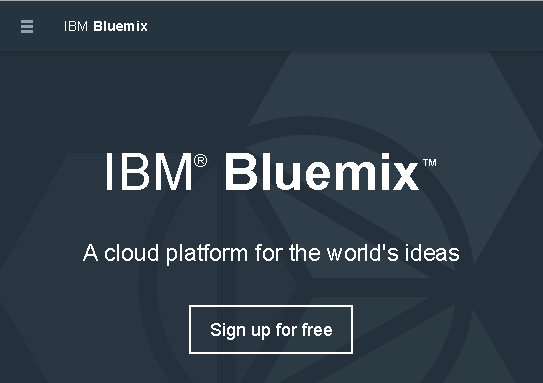 IBM Bluemix
IBM® Bluemix™
A cloud platform for the world's ideas
Sign up for free